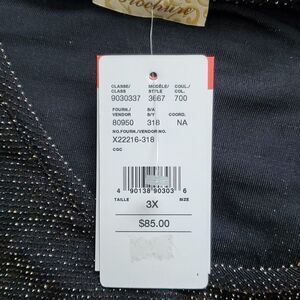 CLASSE/ MODÈLE/ COUL./
CLASS STYLE COL.
9030337 3667 700
FOURN./ S/A
VENDOR S/Y COORD.
80950 318 NA
NO.FOURN./VENDOR NO.
X22216-318
CGC
4 90138 90303 6
TAILLE SIZE
3X
$85.00